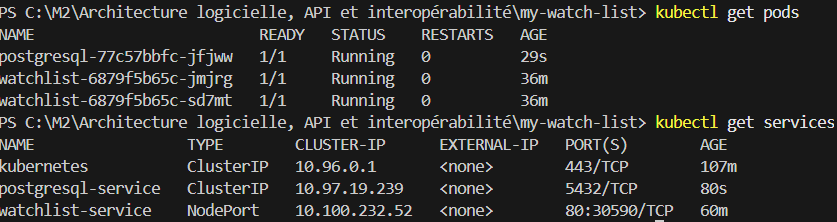 PS C:\M2\Architecture logicielle, API et interopérabilité\my-watch-list> kubectl get pods
NAME                          READY   STATUS    RESTARTS   AGE
postgresql-77c57bbfc-jfjww    1/1     Running   0          29s
watchlist-6879f5b65c-jmjrg    1/1     Running   0          36m
watchlist-6879f5b65c-sd7mt    1/1     Running   0          36m
PS C:\M2\Architecture logicielle, API et interopérabilité\my-watch-list> kubectl get services
NAME                 TYPE        CLUSTER-IP      EXTERNAL-IP   PORT(S)        AGE
kubernetes           ClusterIP   10.96.0.1       <none>        443/TCP        107m
postgresql-service   ClusterIP   10.97.19.239    <none>        5432/TCP       80s
watchlist-service    NodePort    10.100.232.52   <none>        80:30590/TCP   60m